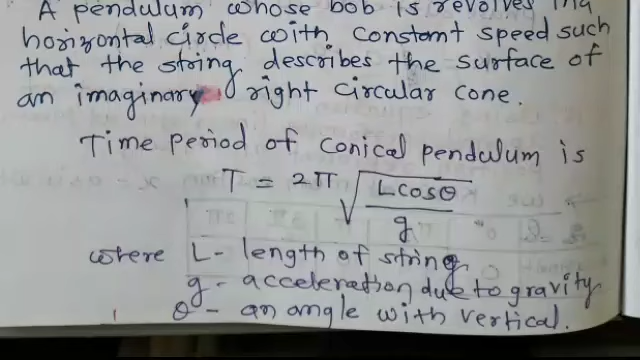 A pendulum whose bob is revolves in a
horizontal circle with constant speed such
that the string describes the surface of
an imaginary right circular cone.
Time period of conical pendulum is
T = 2π √(Lcosθ / g)
where L - length of string
g - acceleration due to gravity
θ - an angle with vertical.